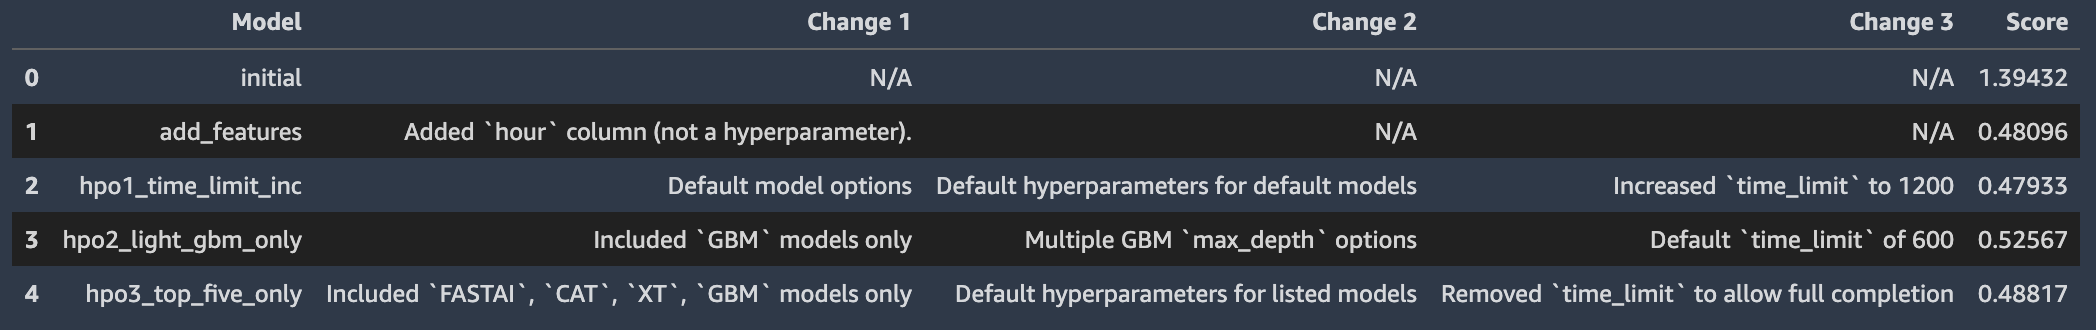 Model Change 1 Change 2 Change 3 Score
0 initial N/A N/A N/A 1.39432
1 add_features Added `hour` column (not a hyperparameter). N/A N/A 0.48096
2 hpo1_time_limit_inc Default model options Default hyperparameters for default models Increased `time_limit` to 1200 0.47933
3 hpo2_light_gbm_only Included `GBM` models only Multiple GBM `max_depth` options Default `time_limit` of 600 0.52567
4 hpo3_top_five_only Included `FASTAI`, `CAT`, `XT`, `GBM` models only Default hyperparameters for listed models Removed `time_limit` to allow full completion 0.48817